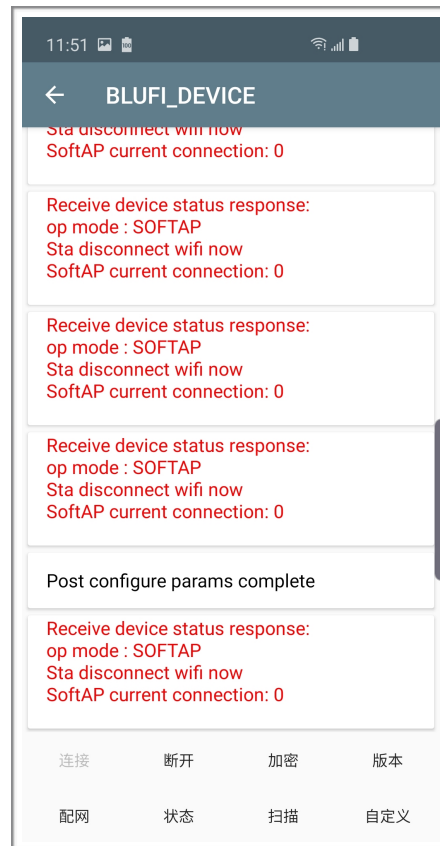 11:51
100
BLUFI_DEVICE
Sta disconnect wifi now
SoftAP current connection: 0
Receive device status response:
op mode : SOFTAP
Sta disconnect wifi now
SoftAP current connection: 0
Receive device status response:
op mode : SOFTAP
Sta disconnect wifi now
SoftAP current connection: 0
Receive device status response:
op mode : SOFTAP
Sta disconnect wifi now
SoftAP current connection: 0
Post configure params complete
Receive device status response:
op mode : SOFTAP
Sta disconnect wifi now
SoftAP current connection: 0
连接 断开 加密 版本
配网 状态 扫描 自定义